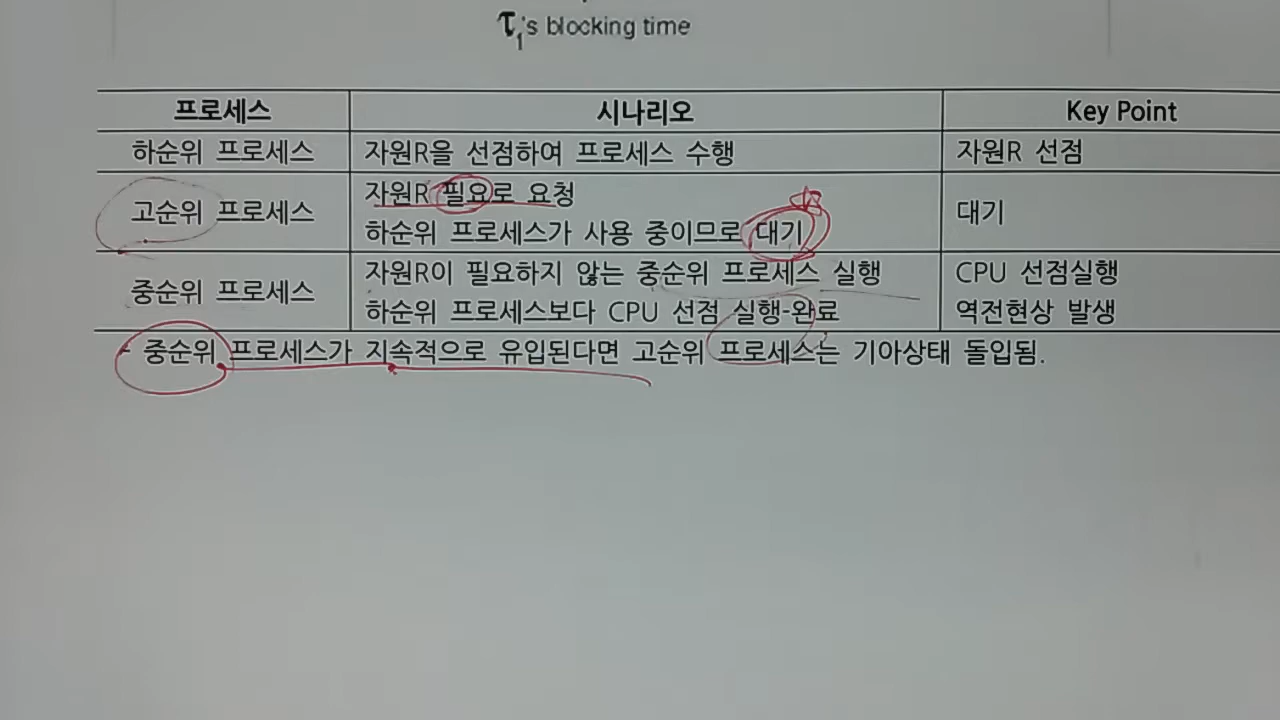 τ1's blocking time
프로세스 시나리오 Key Point
하순위 프로세스 자원R을 선점하여 프로세스 수행 자원R 선점
고순위 프로세스 자원R 필요로 요청 대기
하순위 프로세스가 사용 중이므로 대기
중순위 프로세스 자원R이 필요하지 않는 중순위 프로세스 실행 CPU 선점실행
하순위 프로세스보다 CPU 선점 실행-완료 역전현상 발생
- 중순위 프로세스가 지속적으로 유입된다면 고순위 프로세스는 기아상태 돌입됨.